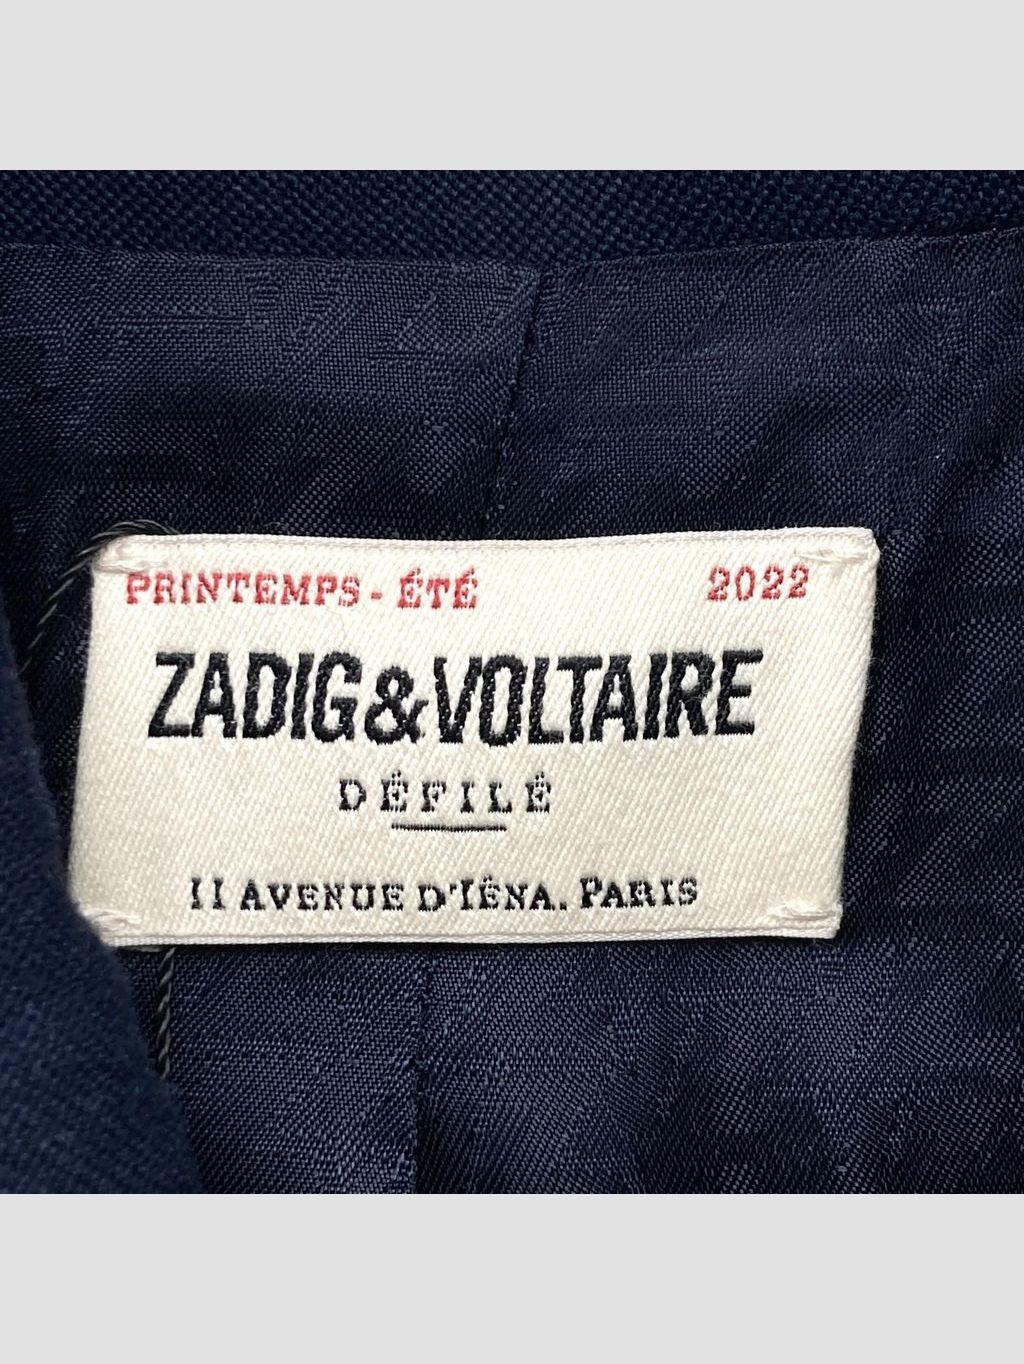 PRINTEMPS - ÉTÉ 2022
ZADIG&VOLTAIRE
DÉFILÉ
11 AVENUE D'IÉNA. PARIS